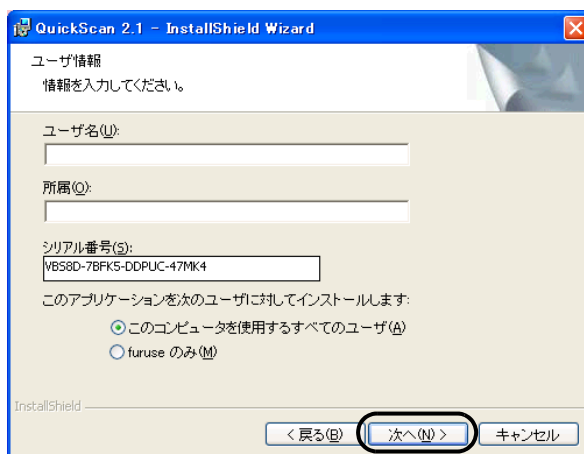 QuickScan 2.1 - InstallShield Wizard
ユーザ情報
情報を入力してください。
ユーザ名(U):
所属(O):
シリアル番号(S):
VBS8D-7BFK5-DDPUC-47MK4
このアプリケーションを次のユーザに対してインストールします:
このコンピュータを使用するすべてのユーザ(A)
furuse のみ(M)
InstallShield
< 戻る(B) 次へ(N) > キャンセル